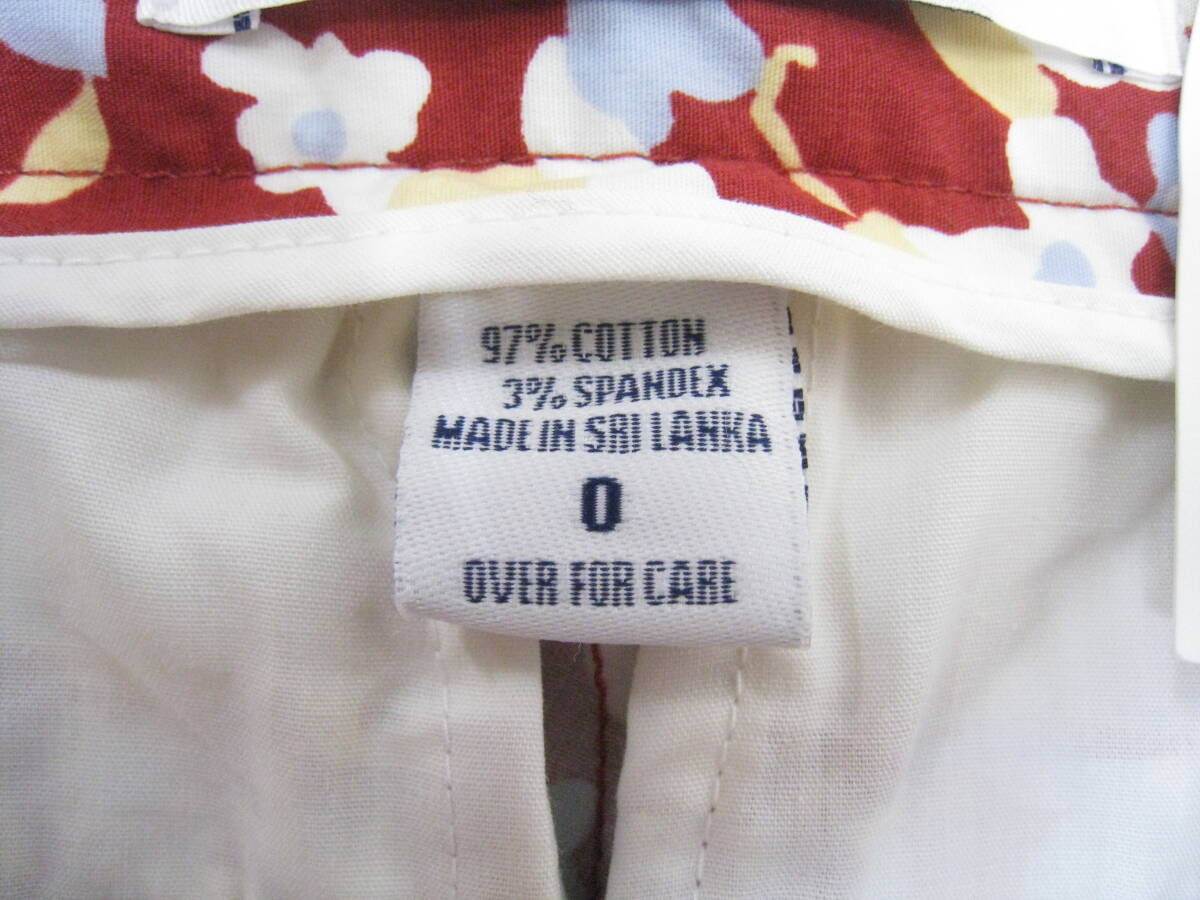 97% COTTON
3% SPANDEX
MADE IN SRI LANKA
0
OVER FOR CARE